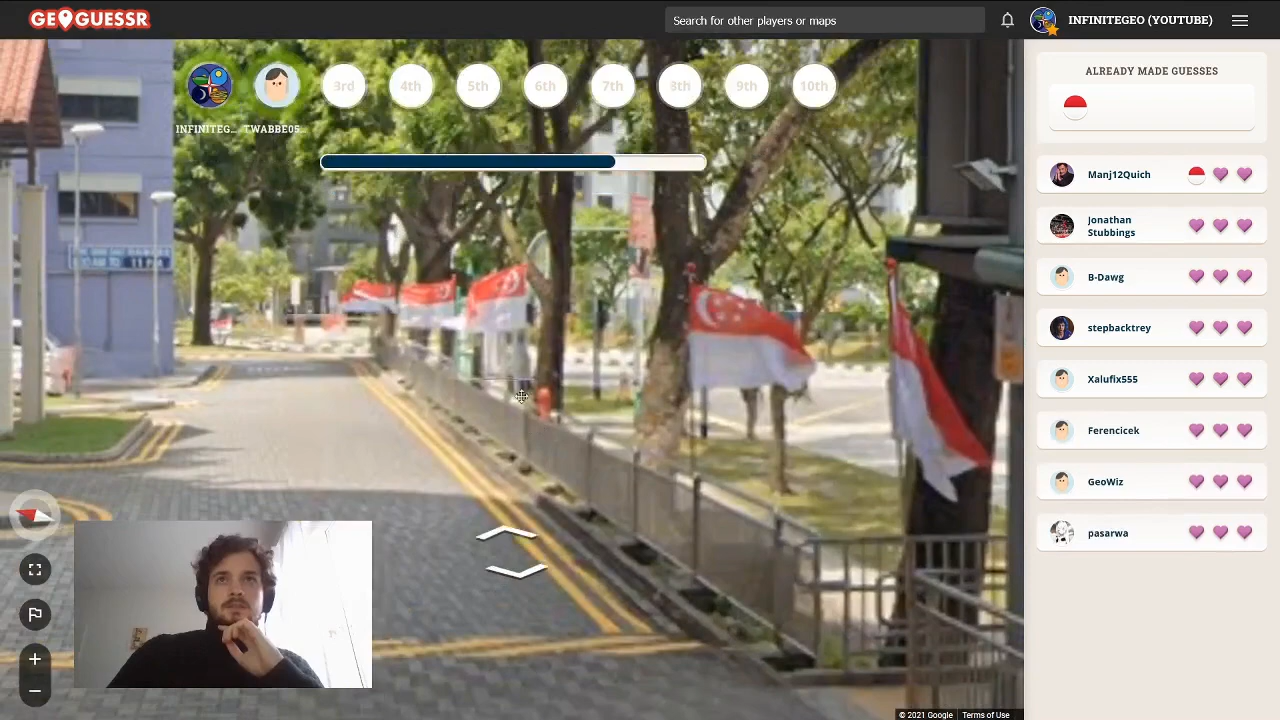 GEOGUESSR
Search for other players or maps
INFINITEGEO (YOUTUBE)
3rd
4th
5th
6th
7th
8th
9th
10th
INFINITEG...
TWABBE05...
ALREADY MADE GUESSES
Manj12Quich
Jonathan
Stubbings
B-Dawg
stepbacktrey
Xalufix555
Ferencicek
GeoWiz
pasarwa
© 2021 Google
Terms of Use